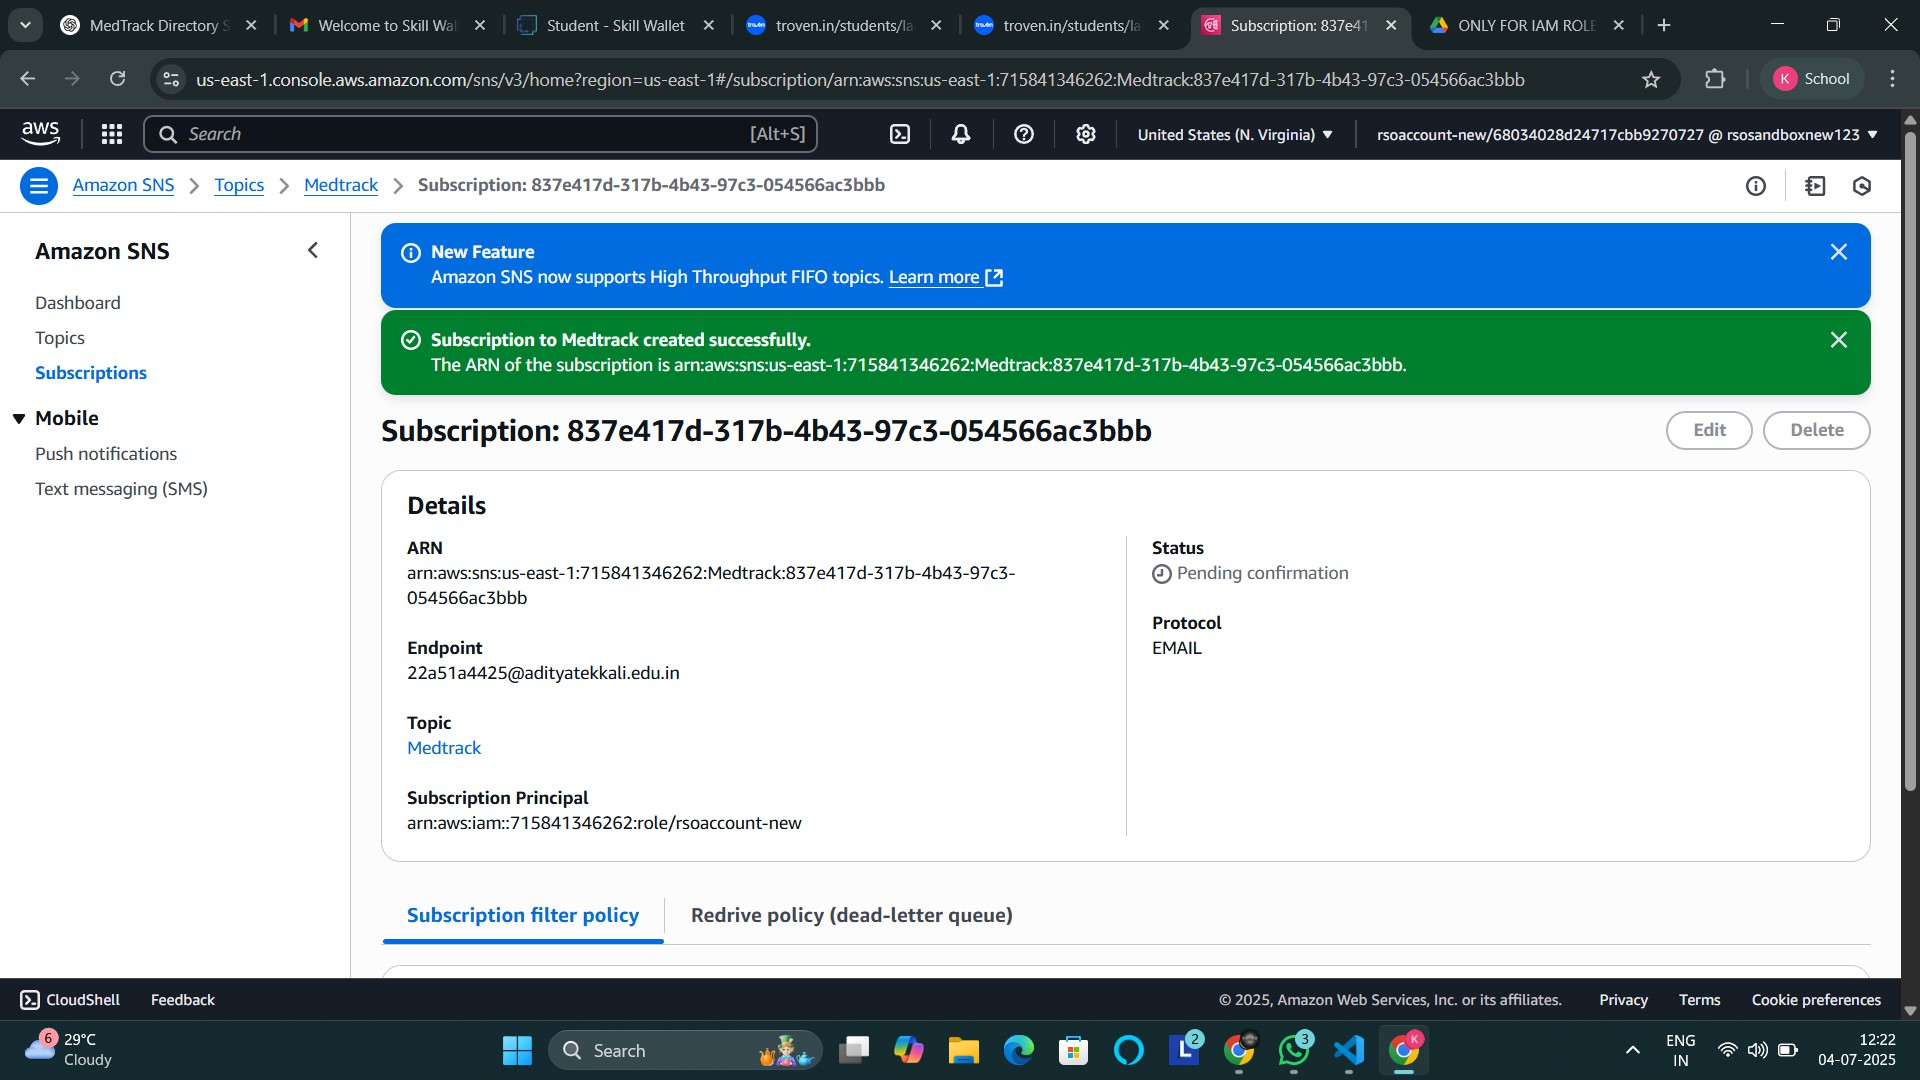 MedTrack Directory S
Welcome to Skill Wal
Student - Skill Wallet
troven.in/students/la
troven.in/students/la
Subscription: 837e41
ONLY FOR IAM ROLE
us-east-1.console.aws.amazon.com/sns/v3/home?region=us-east-1#/subscription/arn:aws:sns:us-east-1:715841346262:Medtrack:837e417d-317b-4b43-97c3-054566ac3bbb
K School
aws
Search [Alt+S]
United States (N. Virginia)
rsoaccount-new/68034028d24717cbb9270727 @ rsosandboxnew123
Amazon SNS Topics Medtrack Subscription: 837e417d-317b-4b43-97c3-054566ac3bbb
Amazon SNS
Dashboard
Topics
Subscriptions
Mobile
Push notifications
Text messaging (SMS)
New Feature
Amazon SNS now supports High Throughput FIFO topics. Learn more
Subscription to Medtrack created successfully.
The ARN of the subscription is arn:aws:sns:us-east-1:715841346262:Medtrack:837e417d-317b-4b43-97c3-054566ac3bbb.
Subscription: 837e417d-317b-4b43-97c3-054566ac3bbb
Edit
Delete
Details
ARN
arn:aws:sns:us-east-1:715841346262:Medtrack:837e417d-317b-4b43-97c3-
054566ac3bbb
Endpoint
22a51a4425@adityatekkali.edu.in
Topic
Medtrack
Subscription Principal
arn:aws:iam::715841346262:role/rsoaccount-new
Status
Pending confirmation
Protocol
EMAIL
Subscription filter policy
Redrive policy (dead-letter queue)
CloudShell
Feedback
© 2025, Amazon Web Services, Inc. or its affiliates.
Privacy
Terms
Cookie preferences
6
29°C
Cloudy
Search
L 2
3
K
ENG
IN
12:22
04-07-2025